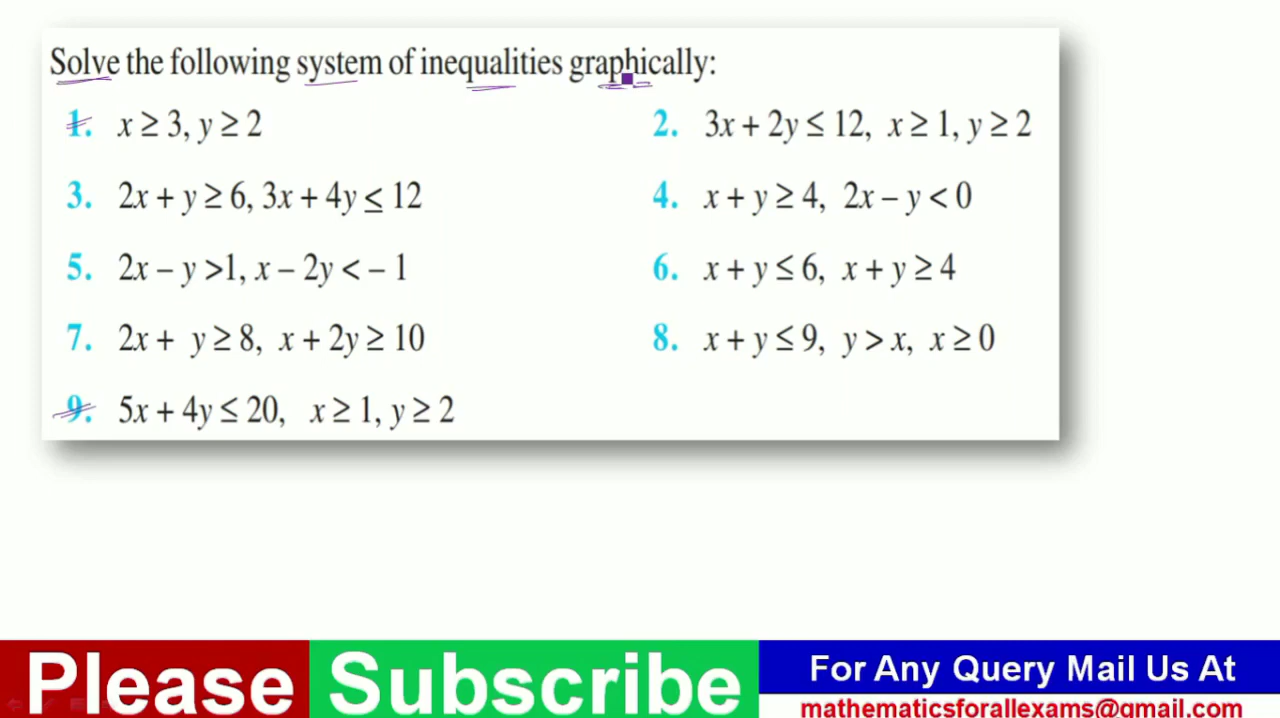 Solve the following system of inequalities graphically:
1. x ≥ 3, y ≥ 2
2. 3x + 2y ≤ 12, x ≥ 1, y ≥ 2
3. 2x + y ≥ 6, 3x + 4y ≤ 12
4. x + y ≥ 4, 2x – y < 0
5. 2x – y >1, x – 2y < – 1
6. x + y ≤ 6, x + y ≥ 4
7. 2x + y ≥ 8, x + 2y ≥ 10
8. x + y ≤ 9, y > x, x ≥ 0
9. 5x + 4y ≤ 20, x ≥ 1, y ≥ 2
Please Subscribe
For Any Query Mail Us At
mathematicsforallexams@gmail.com